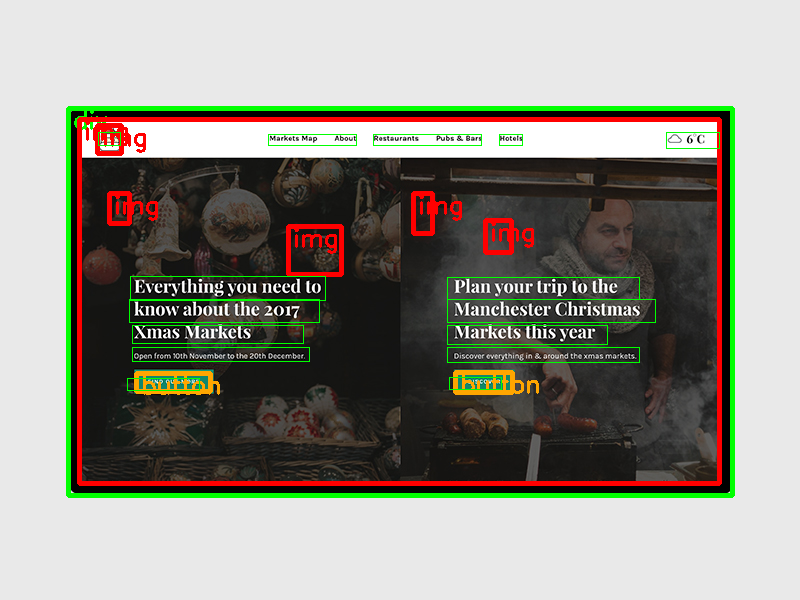 div
img
img
Markets Map About Restaurants Pubs & Bars Hotels 6°C
img
img
img
img
Everything you need to
know about the 2017
Xmas Markets
Open from 10th November to the 20th December.
button
Plan your trip to the
Manchester Christmas
Markets this year
Discover everything in & around the xmas markets.
button